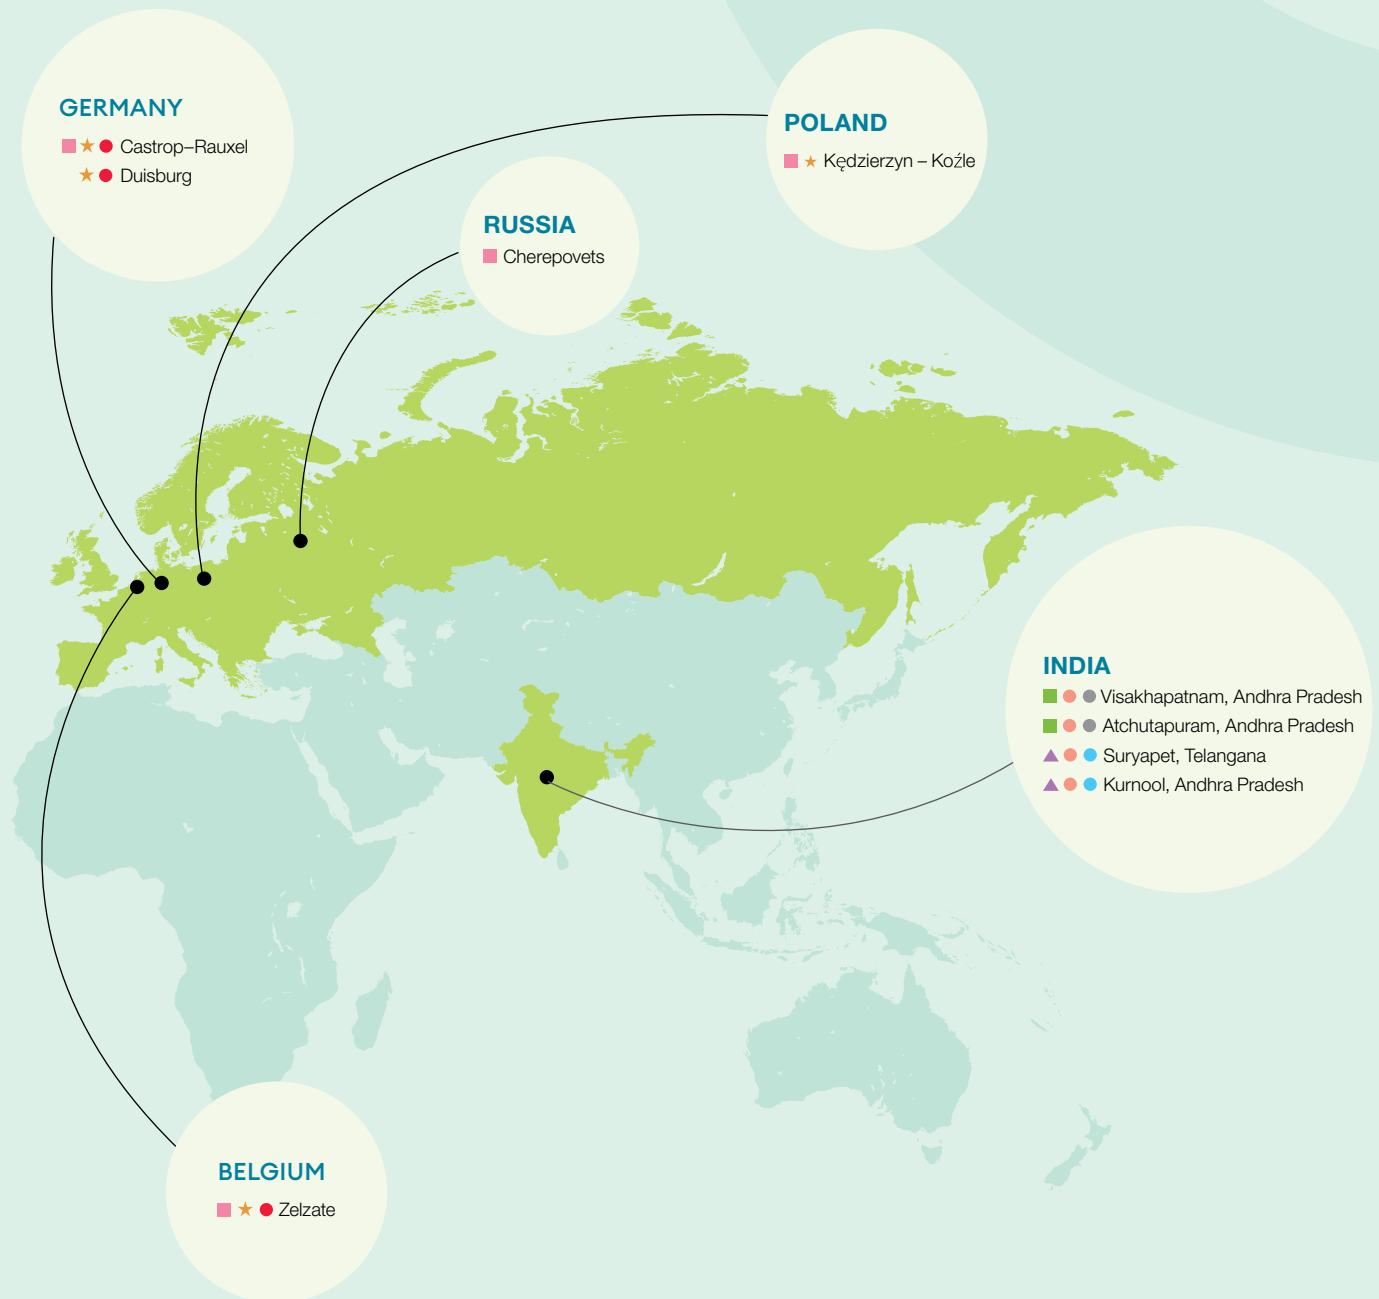 GERMANY
Castrop–Rauxel
Duisburg
POLAND
Kędzierzyn – Koźle
RUSSIA
Cherepovets
INDIA
Visakhapatnam, Andhra Pradesh
Atchutapuram, Andhra Pradesh
Suryapet, Telangana
Kurnool, Andhra Pradesh
BELGIUM
Zelzate